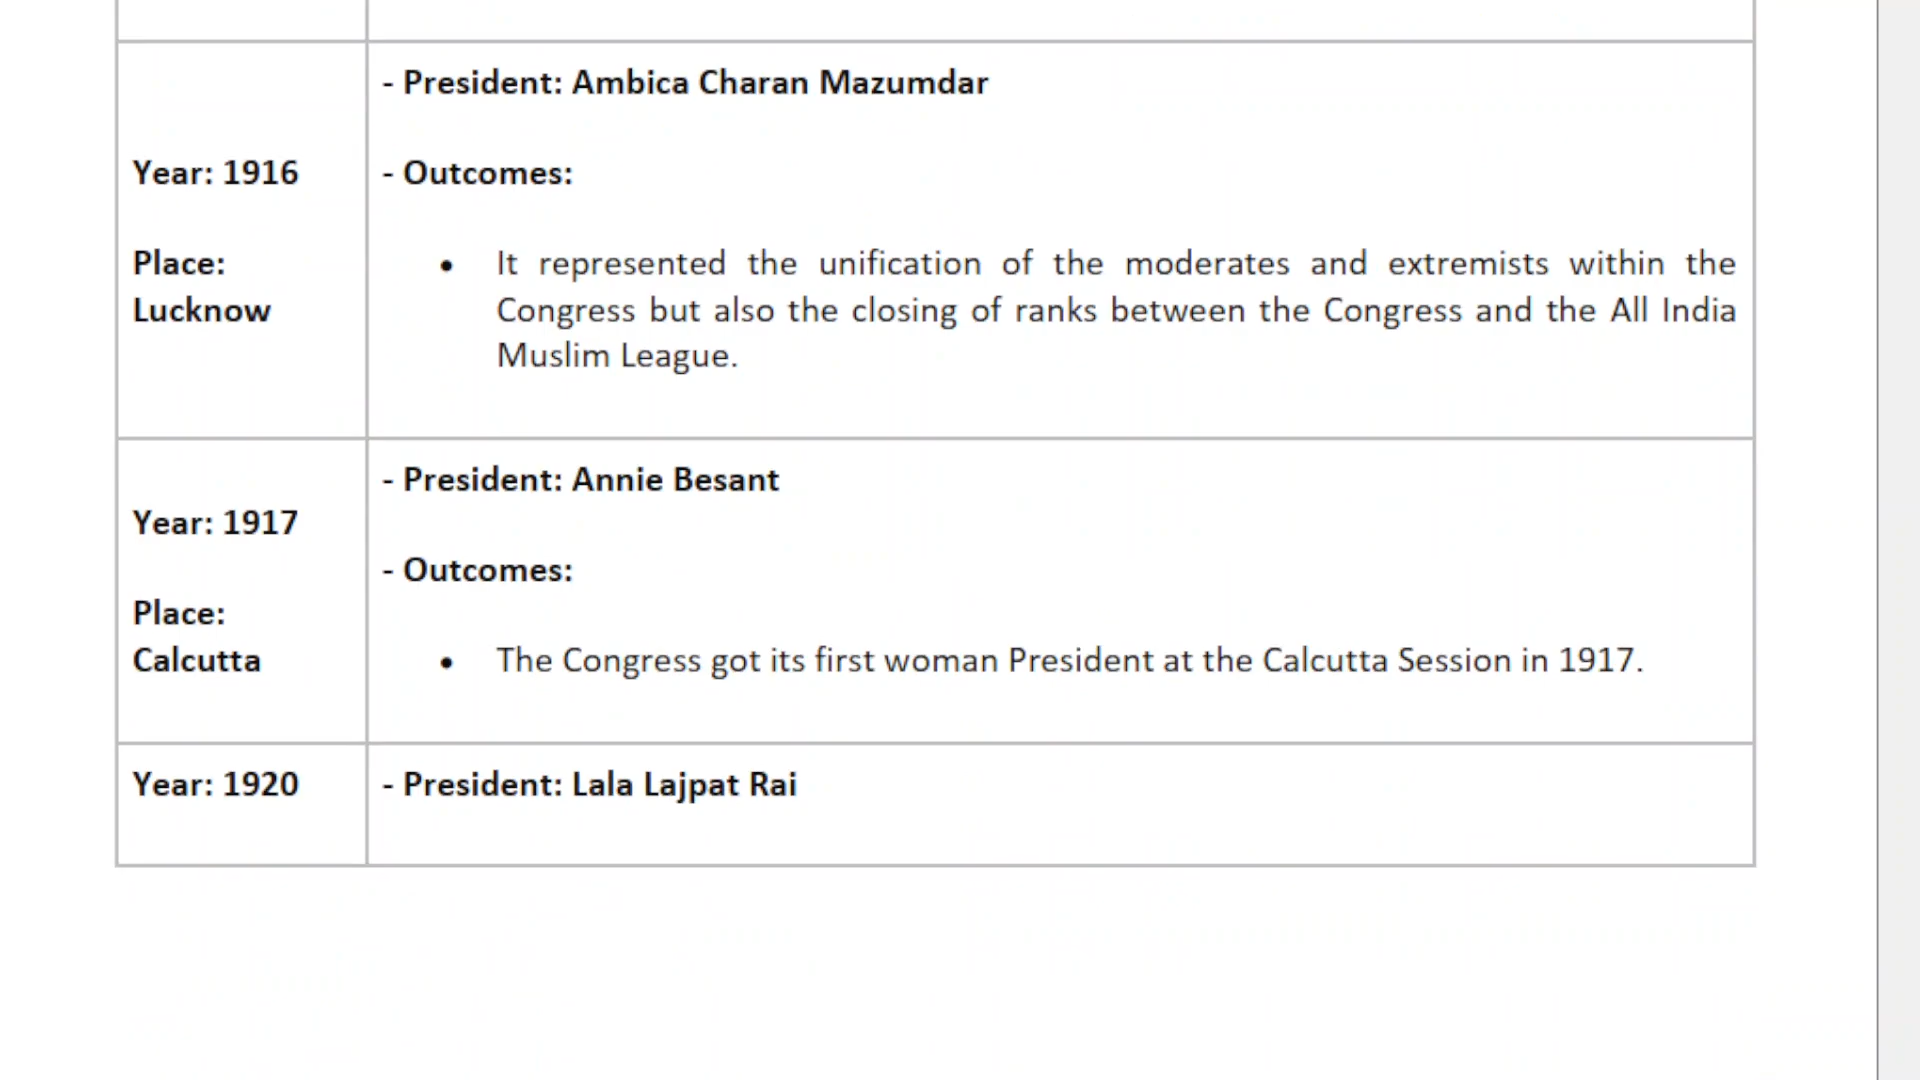 - President: Ambica Charan Mazumdar
Year: 1916
- Outcomes:
Place:
Lucknow
• It represented the unification of the moderates and extremists within the
Congress but also the closing of ranks between the Congress and the All India
Muslim League.
- President: Annie Besant
Year: 1917
- Outcomes:
Place:
Calcutta
• The Congress got its first woman President at the Calcutta Session in 1917.
Year: 1920
- President: Lala Lajpat Rai